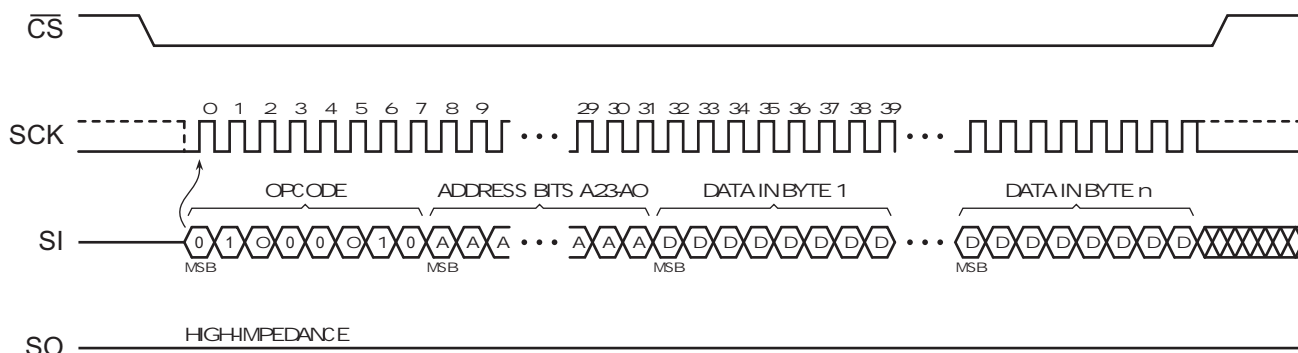 CS
0 1 2 3 4 5 6 7 8 9 29 30 31 32 33 34 35 36 37 38 39
SCK
OPCODE ADDRESS BITS A23-A0 DATA IN BYTE 1 DATA IN BYTE n
SI 0 1 0 0 0 0 1 0 A A A A A A D D D D D D D D D D D D D D D D
MSB MSB MSB MSB
HIGH-IMPEDANCE
SO